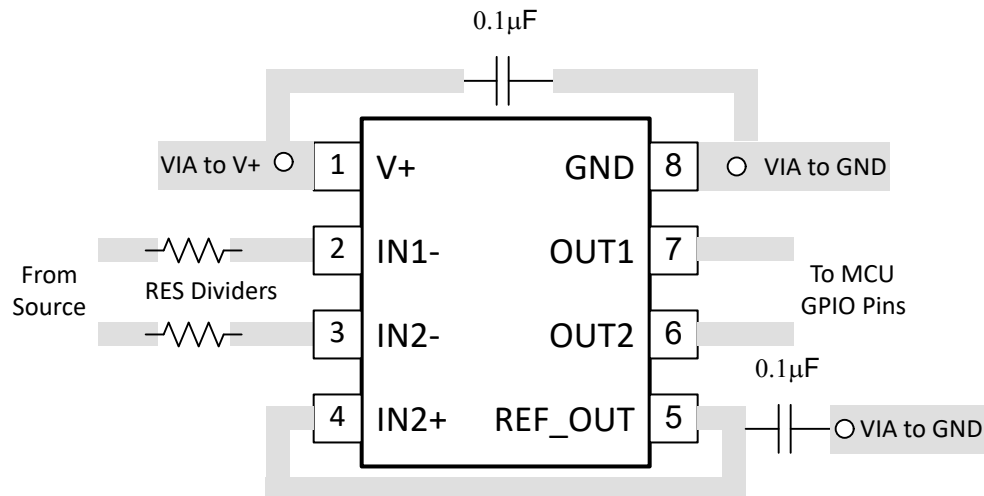 0.1µF
VIA to V+
1
V+
GND
8
VIA to GND
2
IN1-
OUT1
7
From
Source
RES Dividers
To MCU
GPIO Pins
3
IN2-
OUT2
6
0.1µF
4
IN2+
REF_OUT
5
VIA to GND